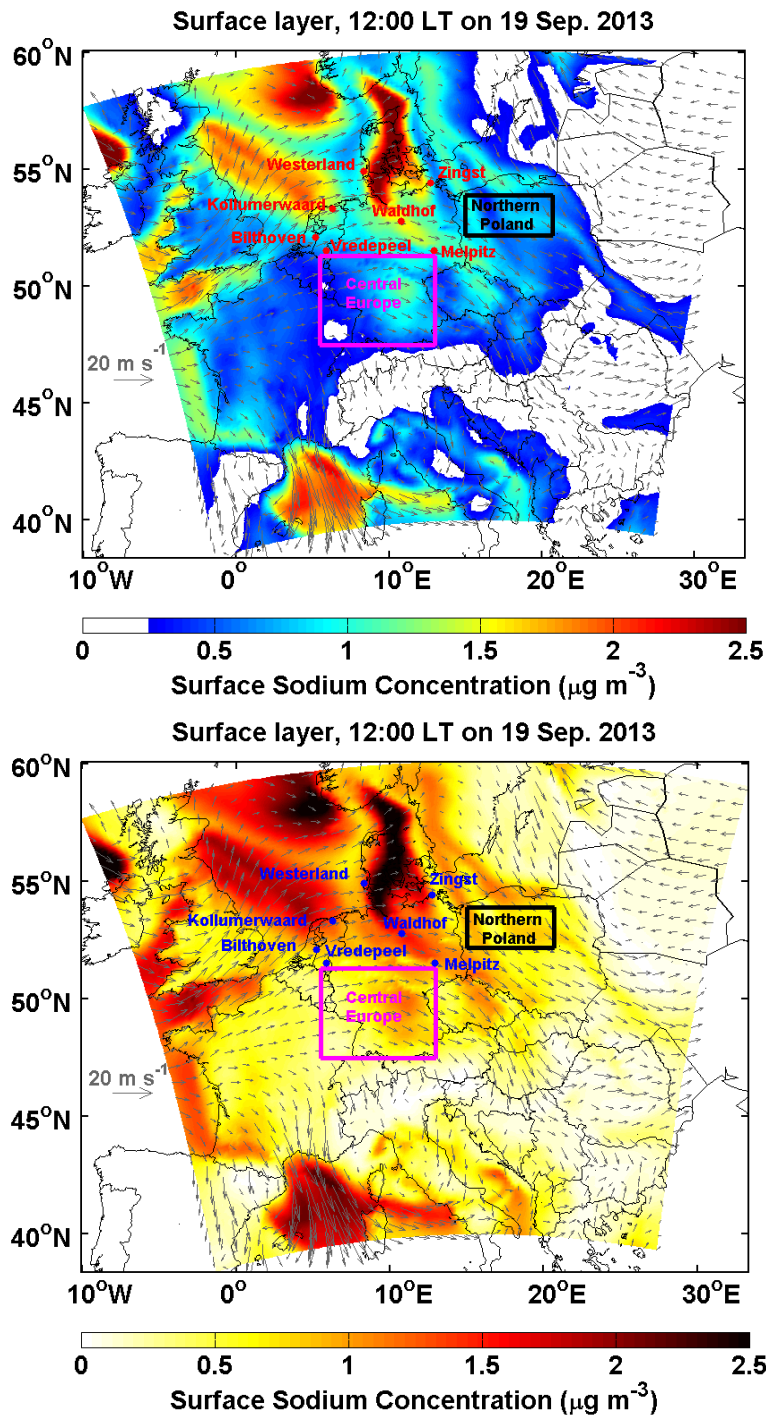 Surface layer, 12:00 LT on 19 Sep. 2013
60°N
55°N
50°N
45°N
40°N
Westerland
Zingst
Kollumerwaard
Waldhof
Northern
Poland
Bilthoven
Vredepeel
Melpitz
Central
Europe
20 m s⁻¹
10°W
0°
10°E
20°E
30°E
0
0.5
1
1.5
2
2.5
Surface Sodium Concentration (μg m⁻³)
Surface layer, 12:00 LT on 19 Sep. 2013
60°N
55°N
50°N
45°N
40°N
Westerland
Zingst
Kollumerwaard
Waldhof
Northern
Poland
Bilthoven
Vredepeel
Melpitz
Central
Europe
20 m s⁻¹
10°W
0°
10°E
20°E
30°E
0
0.5
1
1.5
2
2.5
Surface Sodium Concentration (μg m⁻³)